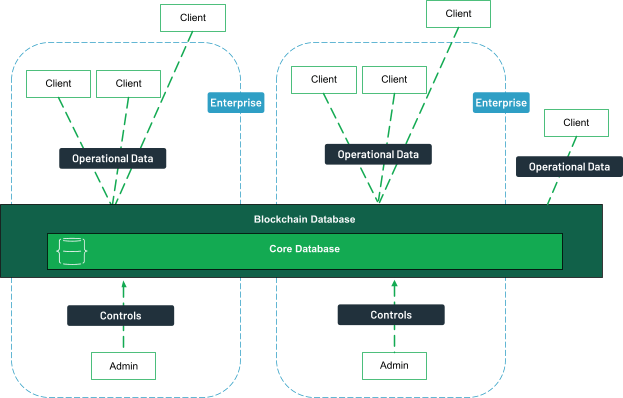 Client
Client
Client
Client
Client
Client
Client
Enterprise
Enterprise
Operational Data
Operational Data
Operational Data
Blockchain Database
Core Database
Controls
Controls
Admin
Admin